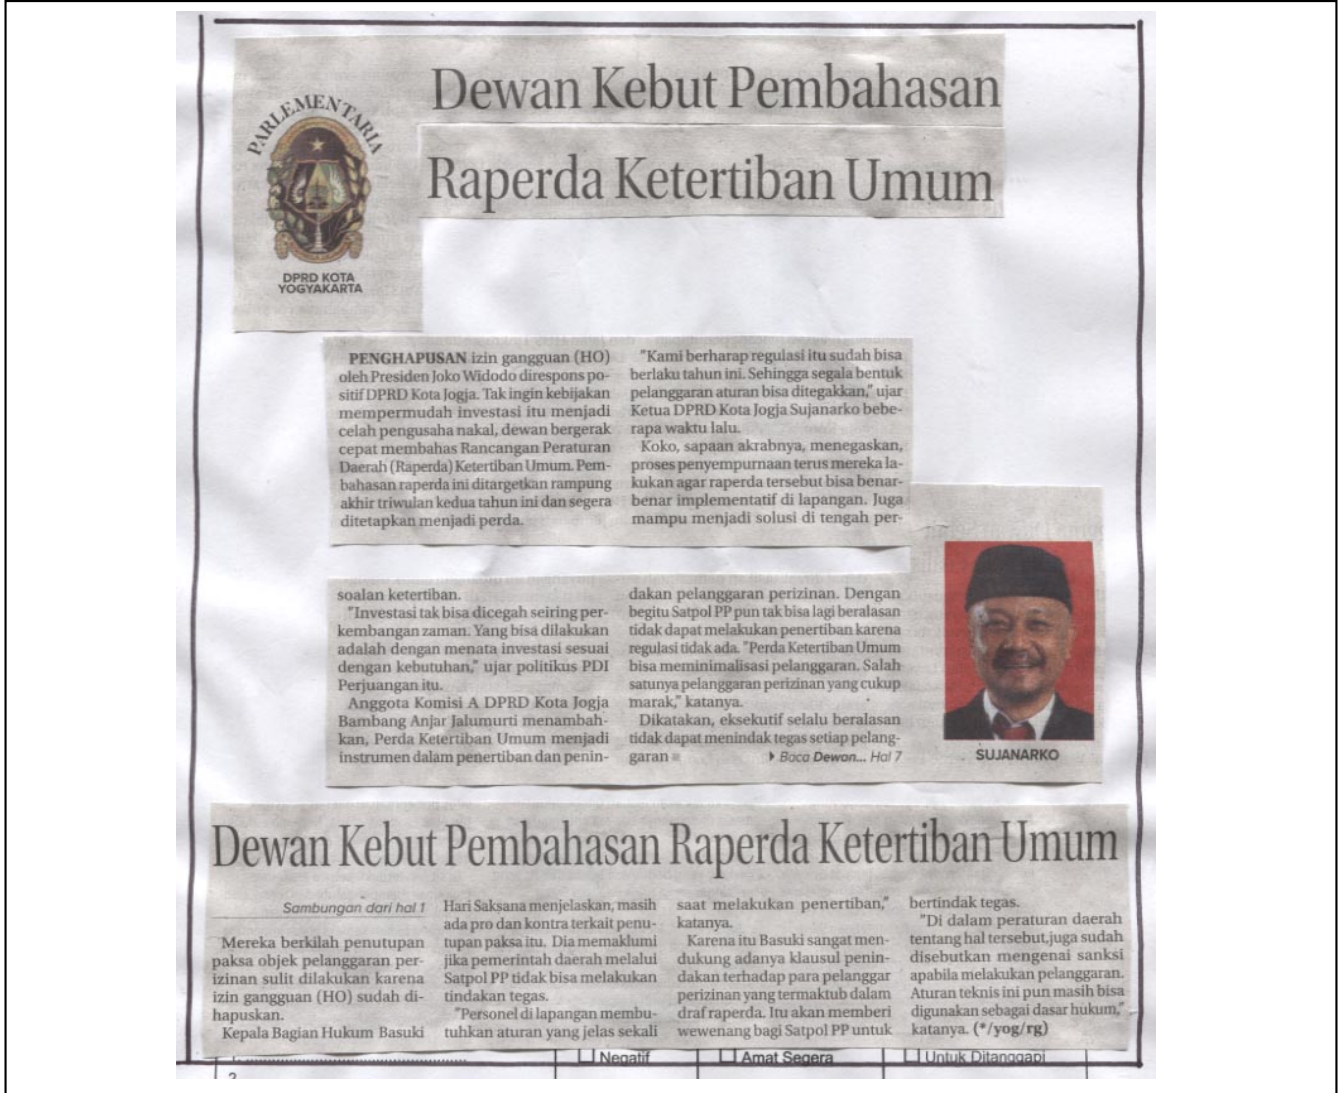 PARLEMENTARIA
DPRD KOTA
YOGYAKARTA
Dewan Kebut Pembahasan
Raperda Ketertiban Umum
PENGHAPUSAN izin gangguan (HO)
oleh Presiden Joko Widodo direspons po-
sitif DPRD Kota Jogja. Tak ingin kebijakan
mempermudah investasi itu menjadi
celah pengusaha nakal, dewan bergerak
cepat membahas Rancangan Peraturan
Daerah (Raperda) Ketertiban Umum. Pem-
bahasan raperda ini ditargetkan rampung
akhir triwulan kedua tahun ini dan segera
ditetapkan menjadi perda.
"Kami berharap regulasi itu sudah bisa
berlaku tahun ini. Sehingga segala bentuk
pelanggaran aturan bisa ditegakkan," ujar
Ketua DPRD Kota Jogja Sujanarko bebe-
rapa waktu lalu.
Koko, sapaan akrabnya, menegaskan,
proses penyempurnaan terus mereka la-
kukan agar raperda tersebut bisa benar-
benar implementatif di lapangan. Juga
mampu menjadi solusi di tengah per-
soalan ketertiban.
"Investasi tak bisa dicegah seiring per-
kembangan zaman. Yang bisa dilakukan
adalah dengan menata investasi sesuai
dengan kebutuhan," ujar politikus PDI
Perjuangan itu.
Anggota Komisi A DPRD Kota Jogja
Bambang Anjar Jalumurti menambah-
kan, Perda Ketertiban Umum menjadi
instrumen dalam penertiban dan penin-
dakan pelanggaran perizinan. Dengan
begitu Satpol PP pun tak bisa lagi beralasan
tidak dapat melakukan penertiban karena
regulasi tidak ada. "Perda Ketertiban Umum
bisa meminimalisasi pelanggaran. Salah
satunya pelanggaran perizinan yang cukup
marak," katanya.
Dikatakan, eksekutif selalu beralasan
tidak dapat menindak tegas setiap pelang-
garan
Baca Dewan... Hal 7
SUJANARKO
Dewan Kebut Pembahasan Raperda Ketertiban Umum
Sambungan dari hal 1
Mereka berkilah penutupan
paksa objek pelanggaran per-
izinan sulit dilakukan karena
izin gangguan (HO) sudah di-
hapuskan.
Kepala Bagian Hukum Basuki
Hari Saksana menjelaskan, masih
ada pro dan kontra terkait penu-
tupan paksa itu. Dia memaklumi
jika pemerintah daerah melalui
Satpol PP tidak bisa melakukan
tindakan tegas.
"Personel di lapangan membu-
tuhkan aturan yang jelas sekali
saat melakukan penertiban,"
katanya.
Karena itu Basuki sangat men-
dukung adanya klausul penin-
dakan terhadap para pelanggar
perizinan yang termaktub dalam
draf raperda. Itu akan memberi
wewenang bagi Satpol PP untuk
bertindak tegas.
"Di dalam peraturan daerah
tentang hal tersebut,juga sudah
disebutkan mengenai sanksi
apabila melakukan pelanggaran.
Aturan teknis ini pun masih bisa
digunakan sebagai dasar hukum,"
katanya. (*/yog/rg)
Negatif
Amat Segera
Untuk Ditanggapi